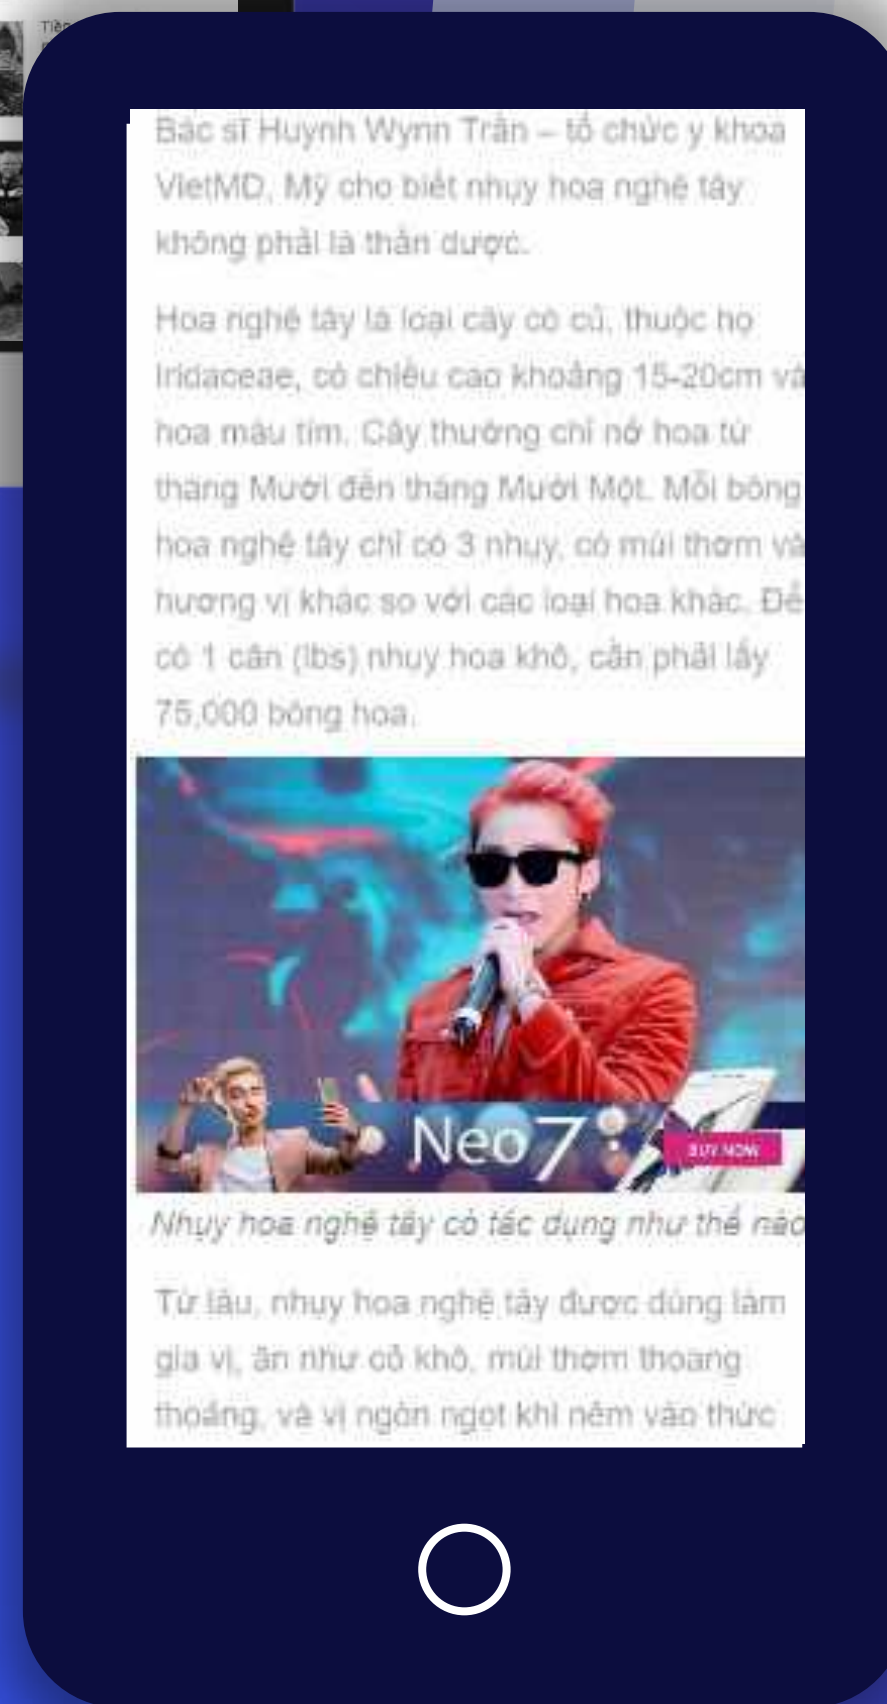 Tiền
Bác sĩ Huynh Wynn Trần – tổ chức y khoa
VietMD, Mỹ cho biết nhụy hoa nghệ tây
không phải là thần dược.
Hoa nghệ tây là loại cây có củ, thuộc họ
Iridaceae, có chiều cao khoảng 15-20cm và
hoa màu tím. Cây thường chỉ nở hoa từ
tháng Mười đến tháng Mười Một. Mỗi bông
hoa nghệ tây chỉ có 3 nhụy, có mùi thơm và
hương vị khác so với các loại hoa khác. Để
có 1 cân (lbs) nhụy hoa khô, cần phải lấy
75,000 bông hoa.
Neo7
BUY NOW
Nhụy hoa nghệ tây có tác dụng như thế nào
Từ lâu, nhụy hoa nghệ tây được dùng làm
gia vị, ăn như cỏ khô, mùi thơm thoang
thoảng, và vị ngòn ngọt khi nêm vào thức